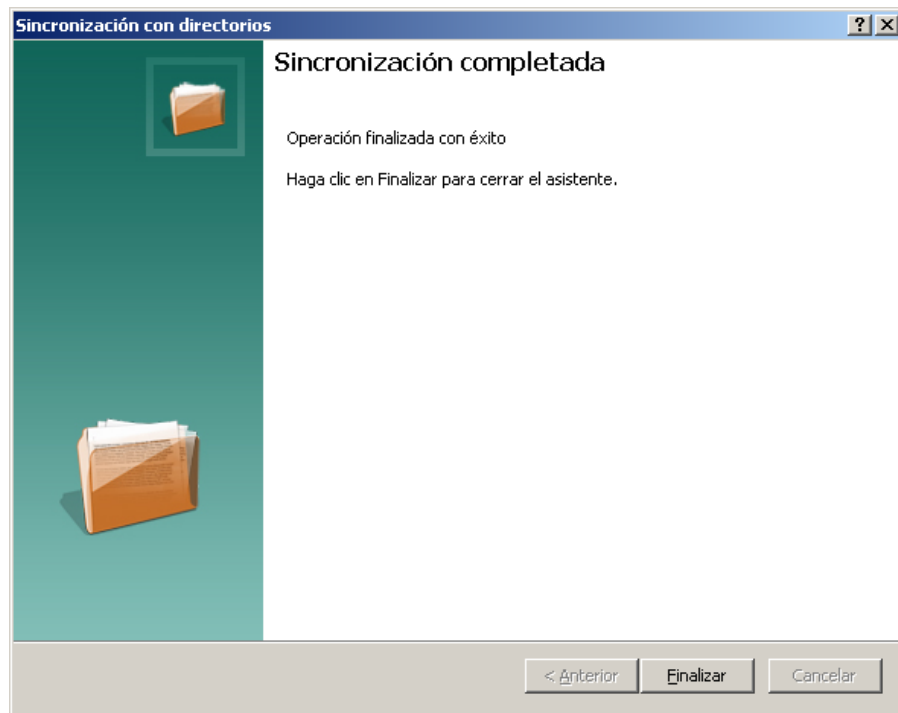 Sincronización con directorios
Sincronización completada
Operación finalizada con éxito
Haga clic en Finalizar para cerrar el asistente.
< Anterior
Finalizar
Cancelar